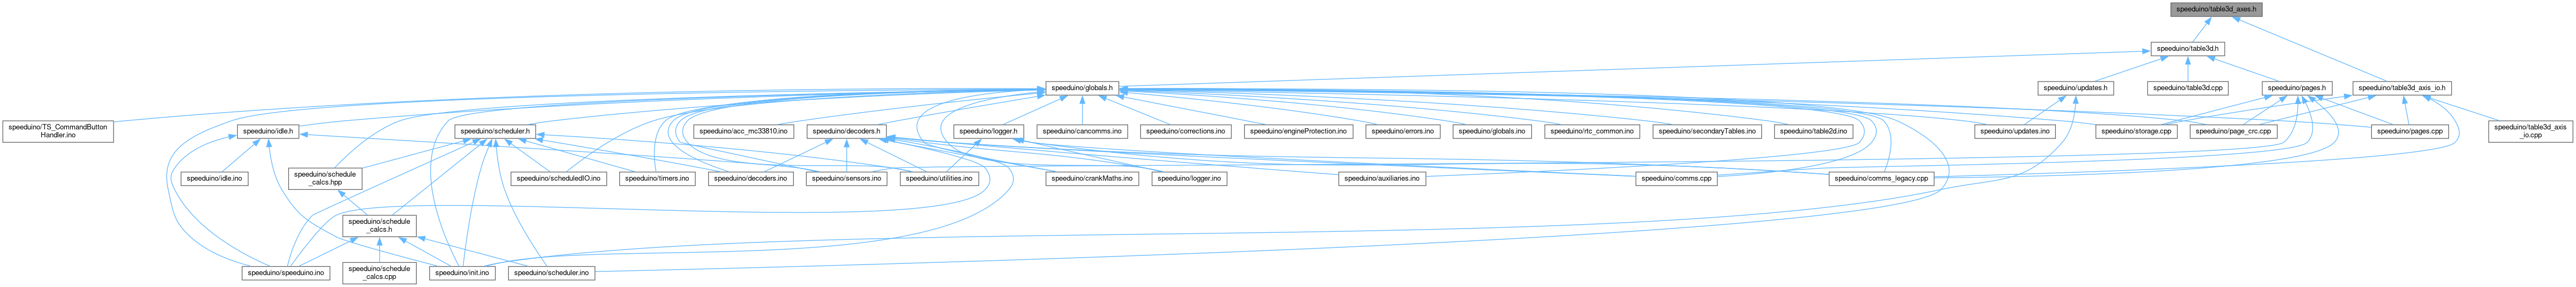 speeduino/table3d_axes.h
speeduino/table3d.h
speeduino/globals.h
speeduino/updates.h
speeduino/table3d.cpp
speeduino/pages.h
speeduino/table3d_axis_io.h
speeduino/TS_CommandButton
Handler.ino
speeduino/idle.h
speeduino/scheduler.h
speeduino/acc_mc33810.ino
speeduino/decoders.h
speeduino/logger.h
speeduino/cancomms.ino
speeduino/corrections.ino
speeduino/engineProtection.ino
speeduino/errors.ino
speeduino/globals.ino
speeduino/rtc_common.ino
speeduino/secondaryTables.ino
speeduino/table2d.ino
speeduino/updates.ino
speeduino/storage.cpp
speeduino/page_crc.cpp
speeduino/pages.cpp
speeduino/table3d_axis
_io.cpp
speeduino/idle.ino
speeduino/schedule
_calcs.hpp
speeduino/scheduledIO.ino
speeduino/timers.ino
speeduino/decoders.ino
speeduino/sensors.ino
speeduino/utilities.ino
speeduino/crankMaths.ino
speeduino/logger.ino
speeduino/auxiliaries.ino
speeduino/comms.cpp
speeduino/comms_legacy.cpp
speeduino/schedule
_calcs.h
speeduino/speeduino.ino
speeduino/schedule
_calcs.cpp
speeduino/init.ino
speeduino/scheduler.ino